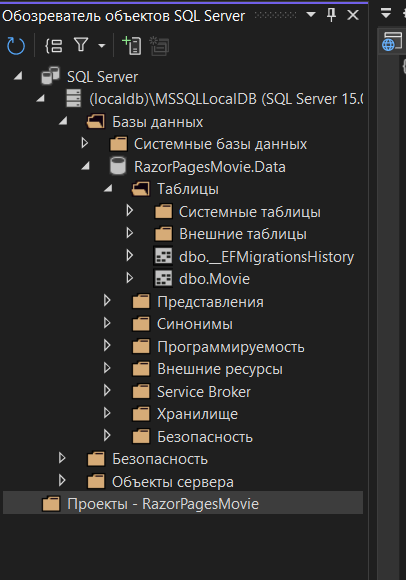 Обозреватель объектов SQL Server
SQL Server
(localdb)\MSSQLLocalDB (SQL Server 15.0
Базы данных
Системные базы данных
RazorPagesMovie.Data
Таблицы
Системные таблицы
Внешние таблицы
dbo.__EFMigrationsHistory
dbo.Movie
Представления
Синонимы
Программируемость
Внешние ресурсы
Service Broker
Хранилище
Безопасность
Безопасность
Объекты сервера
Проекты - RazorPagesMovie